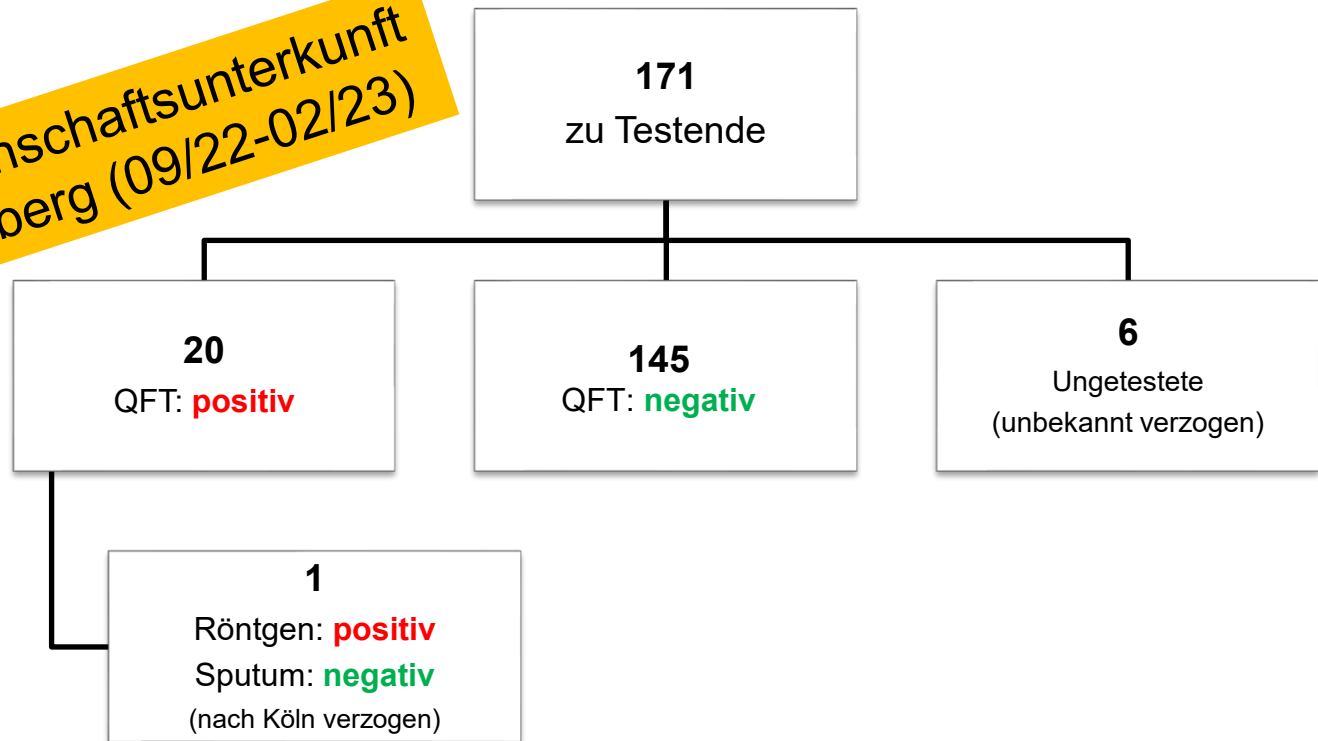 nschaftsunterkunft
berg (09/22-02/23)
171
zu Testende
20
QFT: positiv
145
QFT: negativ
6
Ungetestete
(unbekannt verzogen)
1
Röntgen: positiv
Sputum: negativ
(nach Köln verzogen)